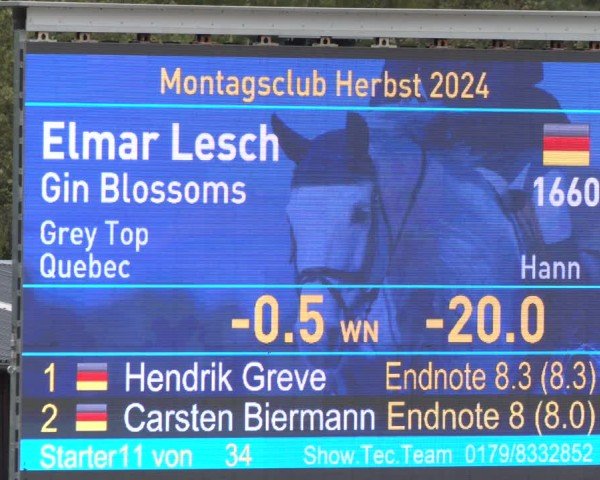 Montagsclub Herbst 2024
Elmar Lesch
Gin Blossoms 1660
Grey Top
Quebec Hann
-0.5 WN -20.0
1 Hendrik Greve Endnote 8.3 (8.3)
2 Carsten Biermann Endnote 8 (8.0)
Starter11 von 34 Show.Tec.Team 0179/8332852